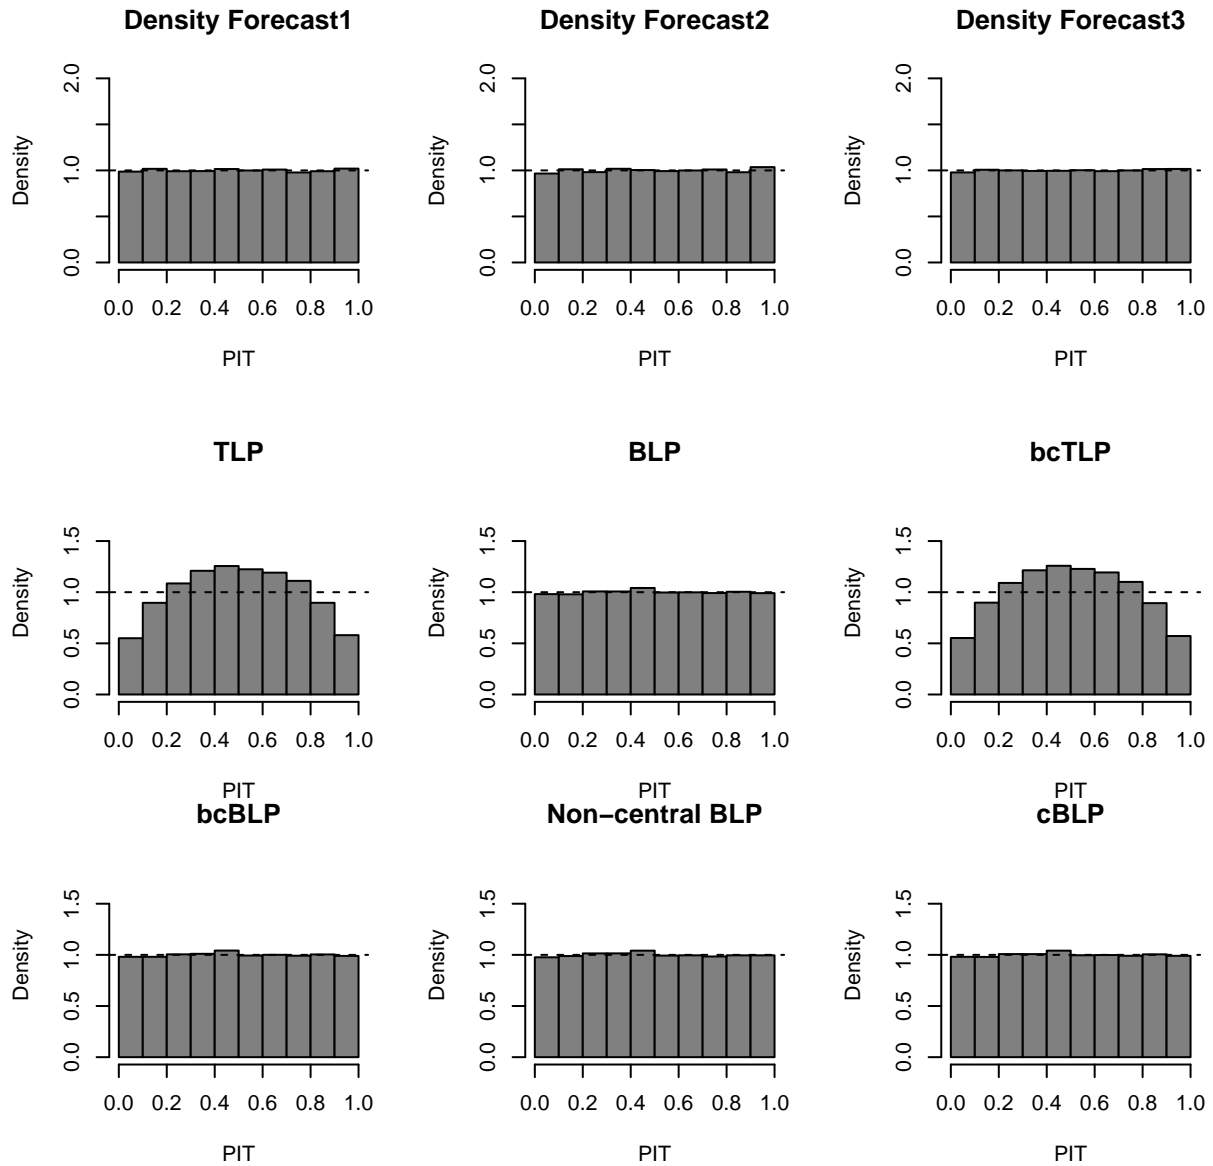 Density Forecast1
Density Forecast2
Density Forecast3
Density
0.0 1.0 2.0
0.0 0.2 0.4 0.6 0.8 1.0
PIT
Density
0.0 1.0 2.0
0.0 0.2 0.4 0.6 0.8 1.0
PIT
Density
0.0 1.0 2.0
0.0 0.2 0.4 0.6 0.8 1.0
PIT
TLP
BLP
bcTLP
Density
0.0 0.5 1.0 1.5
0.0 0.2 0.4 0.6 0.8 1.0
PIT
Density
0.0 0.5 1.0 1.5
0.0 0.2 0.4 0.6 0.8 1.0
PIT
Density
0.0 0.5 1.0 1.5
0.0 0.2 0.4 0.6 0.8 1.0
PIT
bcBLP
Non−central BLP
cBLP
Density
0.0 0.5 1.0 1.5
0.0 0.2 0.4 0.6 0.8 1.0
PIT
Density
0.0 0.5 1.0 1.5
0.0 0.2 0.4 0.6 0.8 1.0
PIT
Density
0.0 0.5 1.0 1.5
0.0 0.2 0.4 0.6 0.8 1.0
PIT